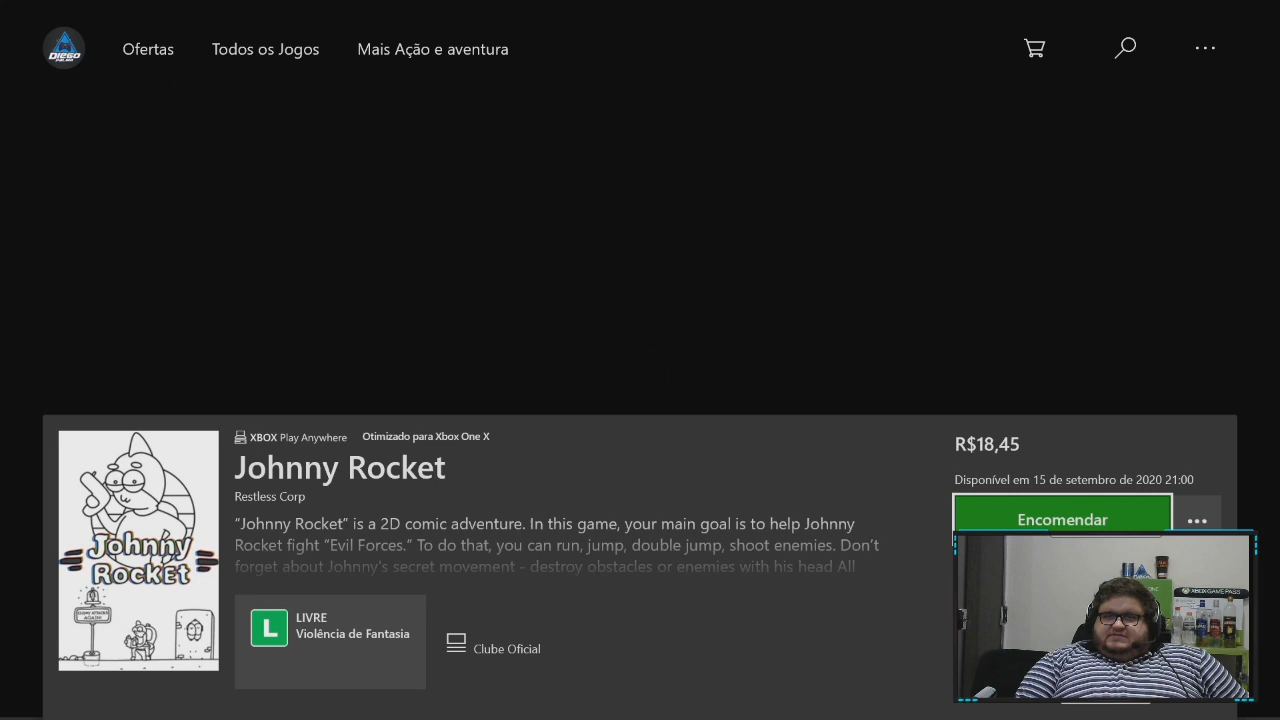 DIEGO
Ofertas
Todos os Jogos
Mais Ação e aventura
XBOX Play Anywhere
Otimizado para Xbox One X
Johnny Rocket
Restless Corp
“Johnny Rocket” is a 2D comic adventure. In this game, your main goal is to help Johnny
Rocket fight “Evil Forces.” To do that, you can run, jump, double jump, shoot enemies. Don’t
forget about Johnny's secret movement - destroy obstacles or enemies with his head All
Johnny
RockEt
L
LIVRE
Violência de Fantasia
Clube Oficial
R$18,45
Disponível em 15 de setembro de 2020 21:00
Encomendar
XBOX GAME PASS